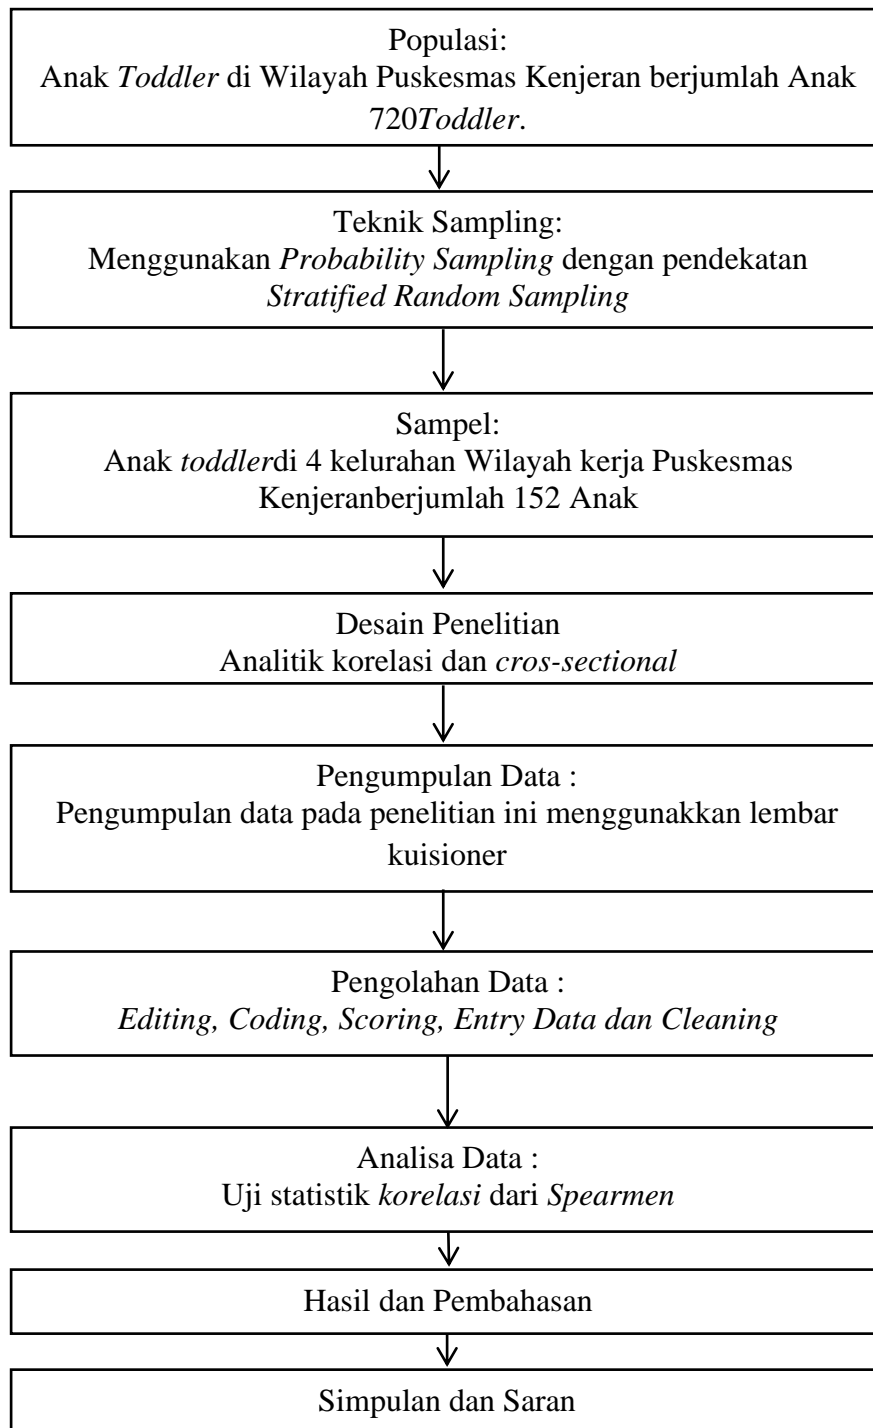 Populasi:
Anak Toddler di Wilayah Puskesmas Kenjeran berjumlah Anak
720Toddler.
Teknik Sampling:
Menggunakan Probability Sampling dengan pendekatan
Stratified Random Sampling
Sampel:
Anak toddlerdi 4 kelurahan Wilayah kerja Puskesmas
Kenjeranberjumlah 152 Anak
Desain Penelitian
Analitik korelasi dan cros-sectional
Pengumpulan Data :
Pengumpulan data pada penelitian ini menggunakkan lembar
kuisioner
Pengolahan Data :
Editing, Coding, Scoring, Entry Data dan Cleaning
Analisa Data :
Uji statistik korelasi dari Spearmen
Hasil dan Pembahasan
Simpulan dan Saran